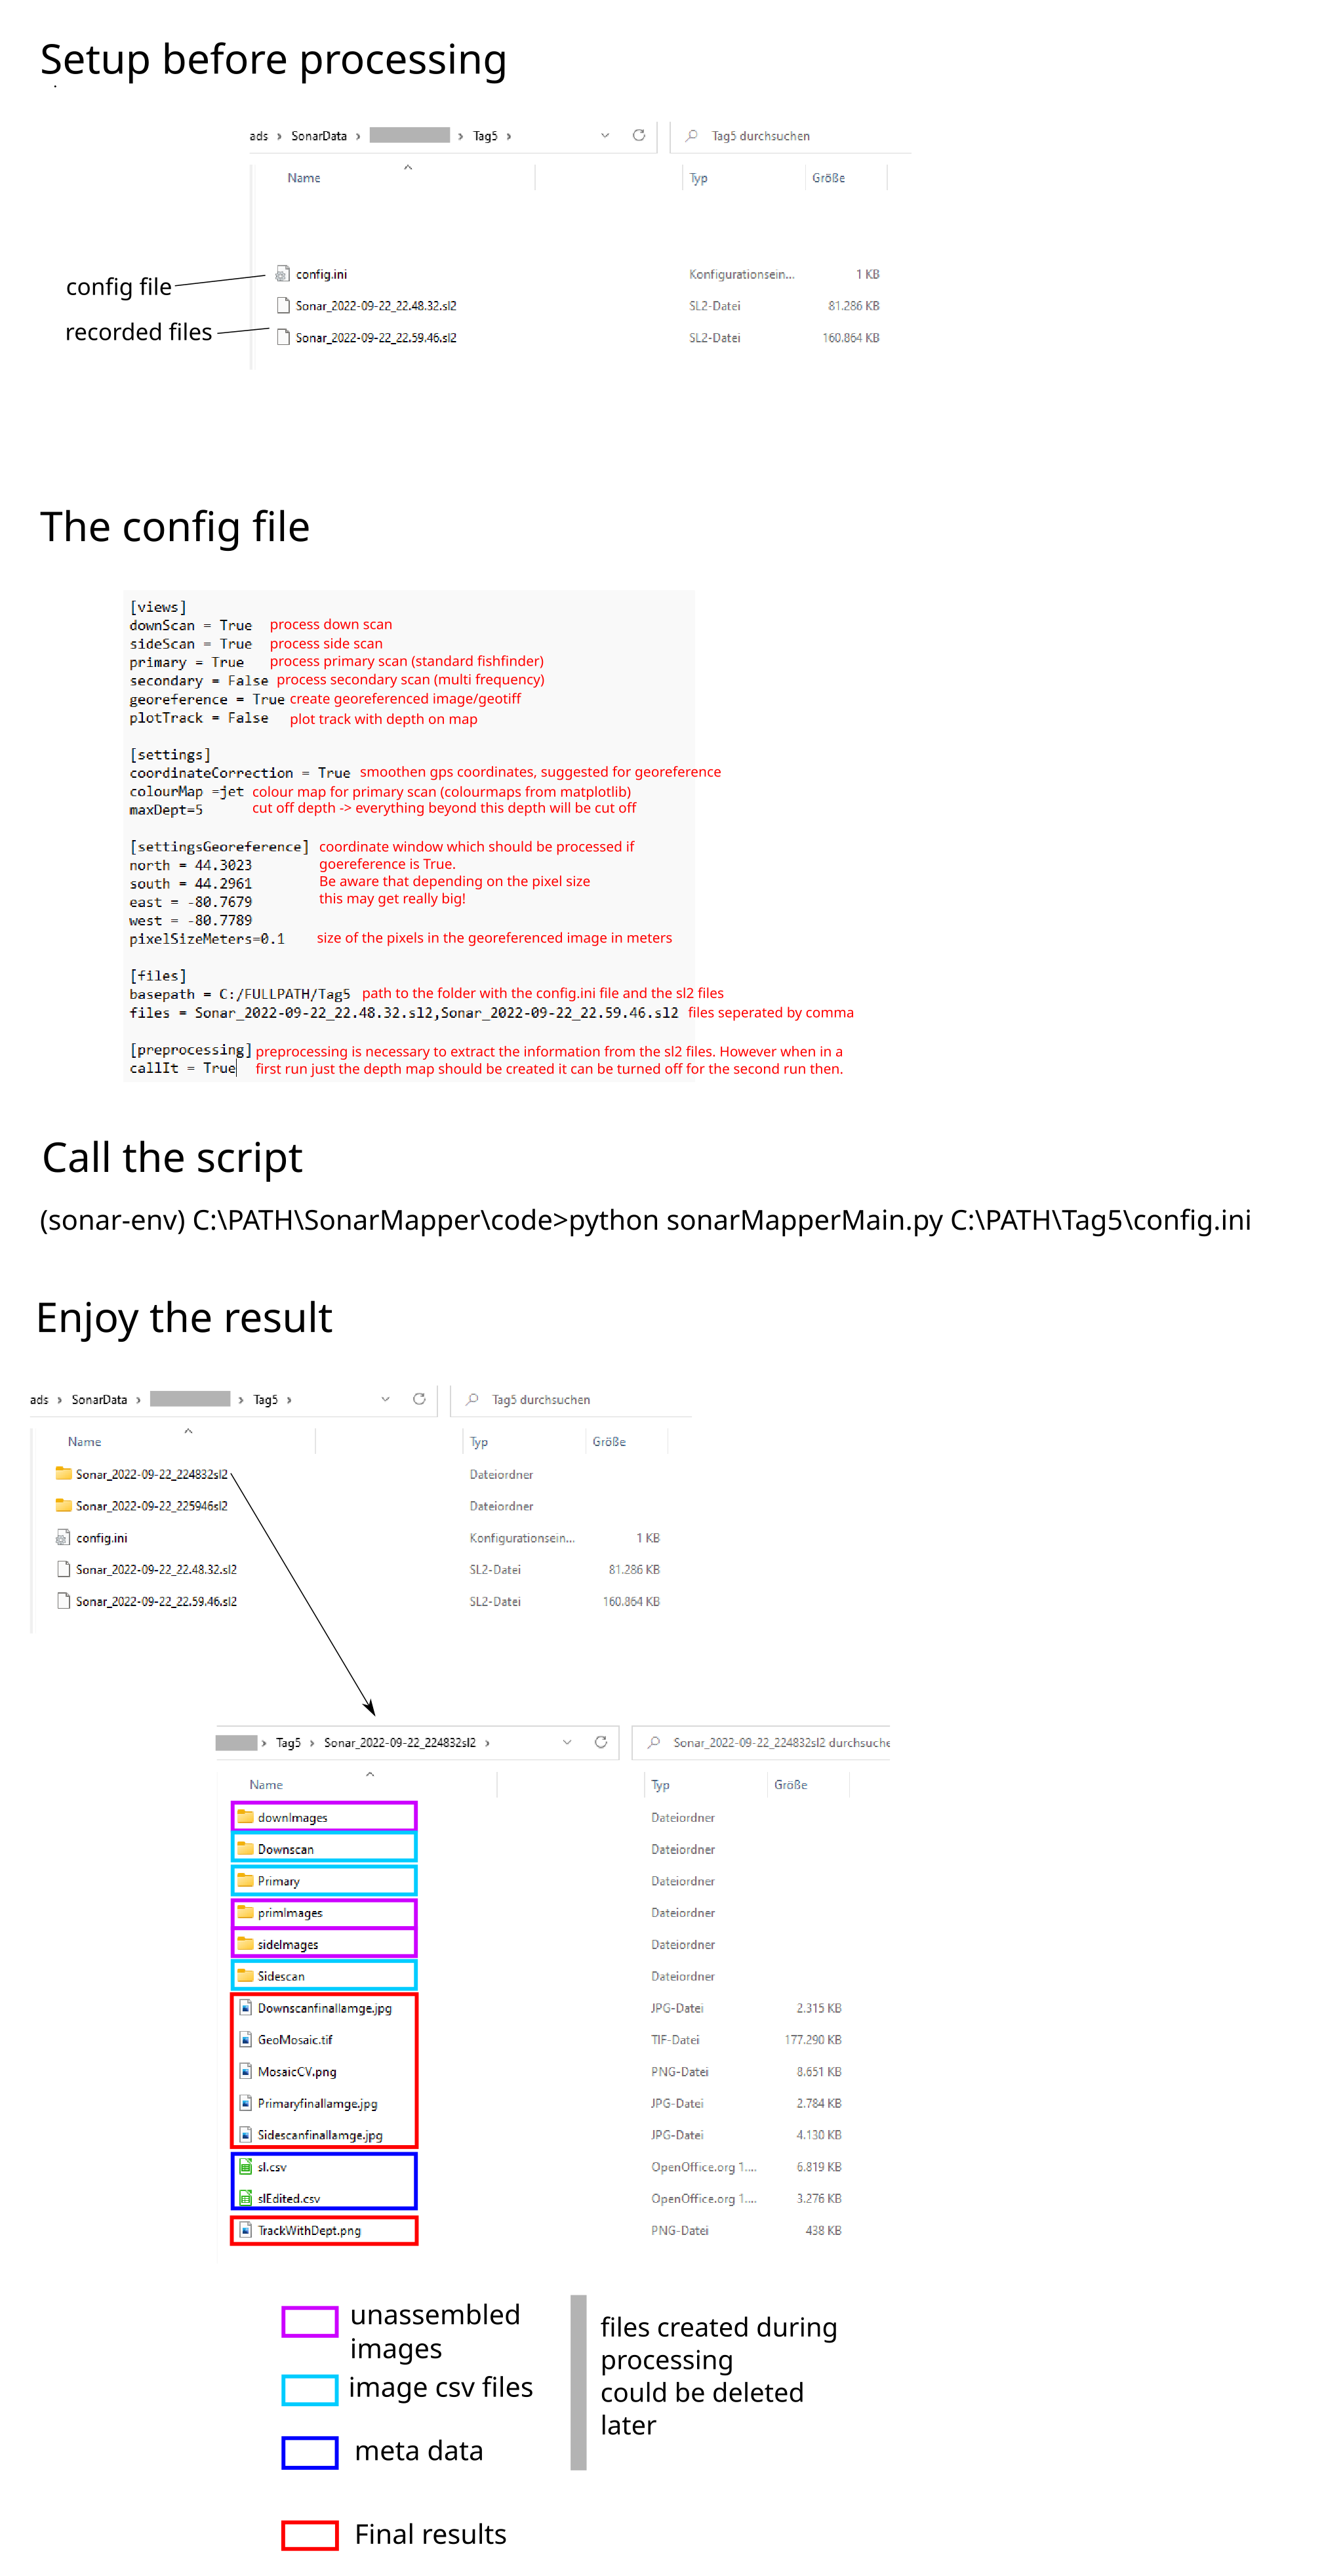 Setup before processing
ads › SonarData › › Tag5 › Tag5 durchsuchen
Name Typ Größe
config.ini Konfigurationsein... 1 KB
Sonar_2022-09-22_22.48.32.sl2 SL2-Datei 81.286 KB
Sonar_2022-09-22_22.59.46.sl2 SL2-Datei 160.864 KB
config file
recorded files
The config file
[views]
downScan = True process down scan
sideScan = True process side scan
primary = True process primary scan (standard fishfinder)
secondary = False process secondary scan (multi frequency)
georeference = True create georeferenced image/geotiff
plotTrack = False plot track with depth on map
[settings]
coordinateCorrection = True smoothen gps coordinates, suggested for georeference
colourMap =jet colour map for primary scan (colourmaps from matplotlib)
maxDept=5 cut off depth -> everything beyond this depth will be cut off
[settingsGeoreference] coordinate window which should be processed if
north = 44.3023 goereference is True.
south = 44.2961 Be aware that depending on the pixel size
east = -80.7679 this may get really big!
west = -80.7789
pixelSizeMeters=0.1 size of the pixels in the georeferenced image in meters
[files]
basepath = C:/FULLPATH/Tag5 path to the folder with the config.ini file and the sl2 files
files = Sonar_2022-09-22_22.48.32.sl2,Sonar_2022-09-22_22.59.46.sl2 files seperated by comma
[preprocessing] preprocessing is necessary to extract the information from the sl2 files. However when in a
callIt = True first run just the depth map should be created it can be turned off for the second run then.
Call the script
(sonar-env) C:\PATH\SonarMapper\code>python sonarMapperMain.py C:\PATH\Tag5\config.ini
Enjoy the result
ads › SonarData › › Tag5 › Tag5 durchsuchen
Name Typ Größe
Sonar_2022-09-22_224832sl2 Dateiordner
Sonar_2022-09-22_225946sl2 Dateiordner
config.ini Konfigurationsein... 1 KB
Sonar_2022-09-22_22.48.32.sl2 SL2-Datei 81.286 KB
Sonar_2022-09-22_22.59.46.sl2 SL2-Datei 160.864 KB
› Tag5 › Sonar_2022-09-22_224832sl2 › Sonar_2022-09-22_224832sl2 durchsuche
Name Typ Größe
downImages Dateiordner
Downscan Dateiordner
Primary Dateiordner
primImages Dateiordner
sideImages Dateiordner
Sidescan Dateiordner
DownscanfinalIamge.jpg JPG-Datei 2.315 KB
GeoMosaic.tif TIF-Datei 177.290 KB
MosaicCV.png PNG-Datei 8.651 KB
PrimaryfinalIamge.jpg JPG-Datei 2.784 KB
SidescanfinalIamge.jpg JPG-Datei 4.130 KB
sl.csv OpenOffice.org 1.... 6.819 KB
slEdited.csv OpenOffice.org 1.... 3.276 KB
TrackWithDept.png PNG-Datei 438 KB
unassembled
images
image csv files
meta data
Final results
files created during
processing
could be deleted
later